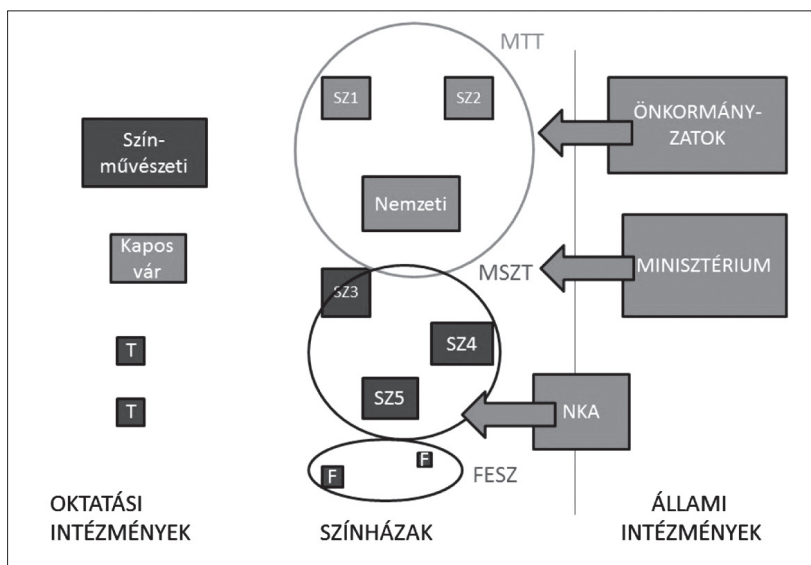 MTT
SZ1
SZ2
ÖNKORMÁNY-
ZATOK
Szín-
művészeti
Nemzeti
Kapos
vár
MSZT
MINISZTÉRIUM
SZ3
T
SZ4
SZ5
T
NKA
F
F
FESZ
OKTATÁSI
INTÉZMÉNYEK
SZÍNHÁZAK
ÁLLAMI
INTÉZMÉNYEK